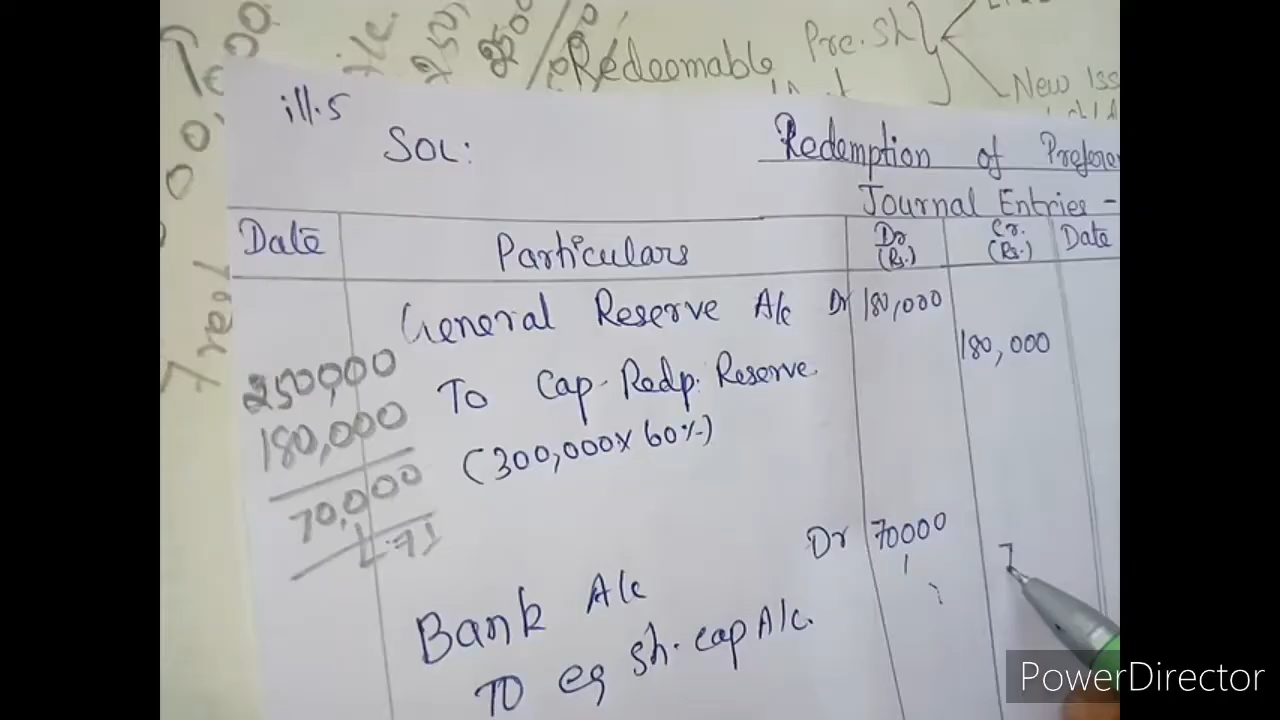 Redeemable Pre.Sh
New Iss
ill.5
SOL:
Redemption of Prefere
Journal Entries -
Date Particulars Dr (Rs.) Cr. (Rs.) Date
General Reserve A/c Dr 180,000
To Cap. Redp. Reserve 180,000
(300,000 x 60%)
250,000
180,000
70,000
Bank A/c Dr 70000
To eq sh. cap A/c. 7
PowerDirector